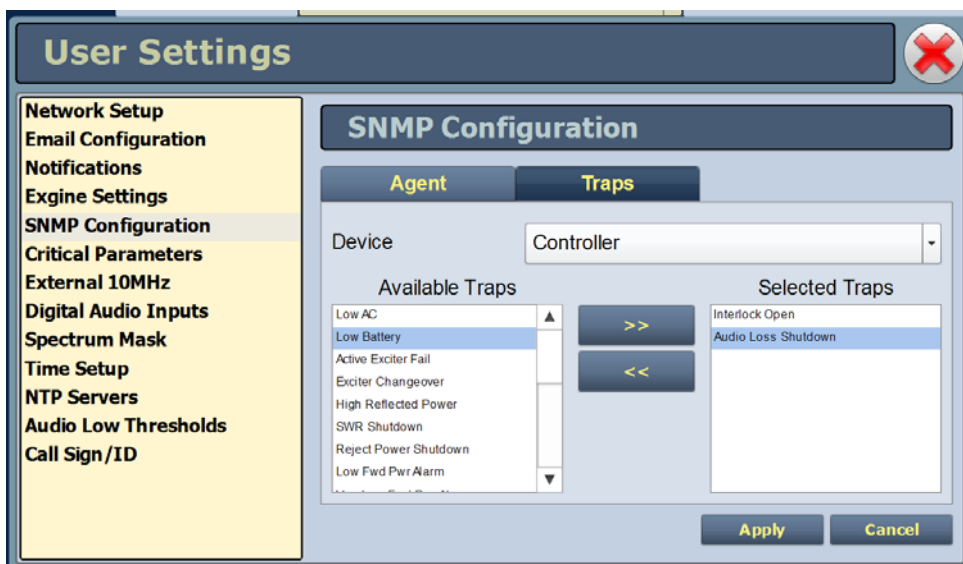 User Settings
Network Setup
Email Configuration
Notifications
Exgine Settings
SNMP Configuration
Critical Parameters
External 10MHz
Digital Audio Inputs
Spectrum Mask
Time Setup
NTP Servers
Audio Low Thresholds
Call Sign/ID
SNMP Configuration
Agent
Traps
Device
Controller
Available Traps
Low AC
Low Battery
Active Exciter Fail
Exciter Changeover
High Reflected Power
SWR Shutdown
Reject Power Shutdown
Low Fwd Pwr Alarm
>>
<<
Selected Traps
Interlock Open
Audio Loss Shutdown
Apply
Cancel